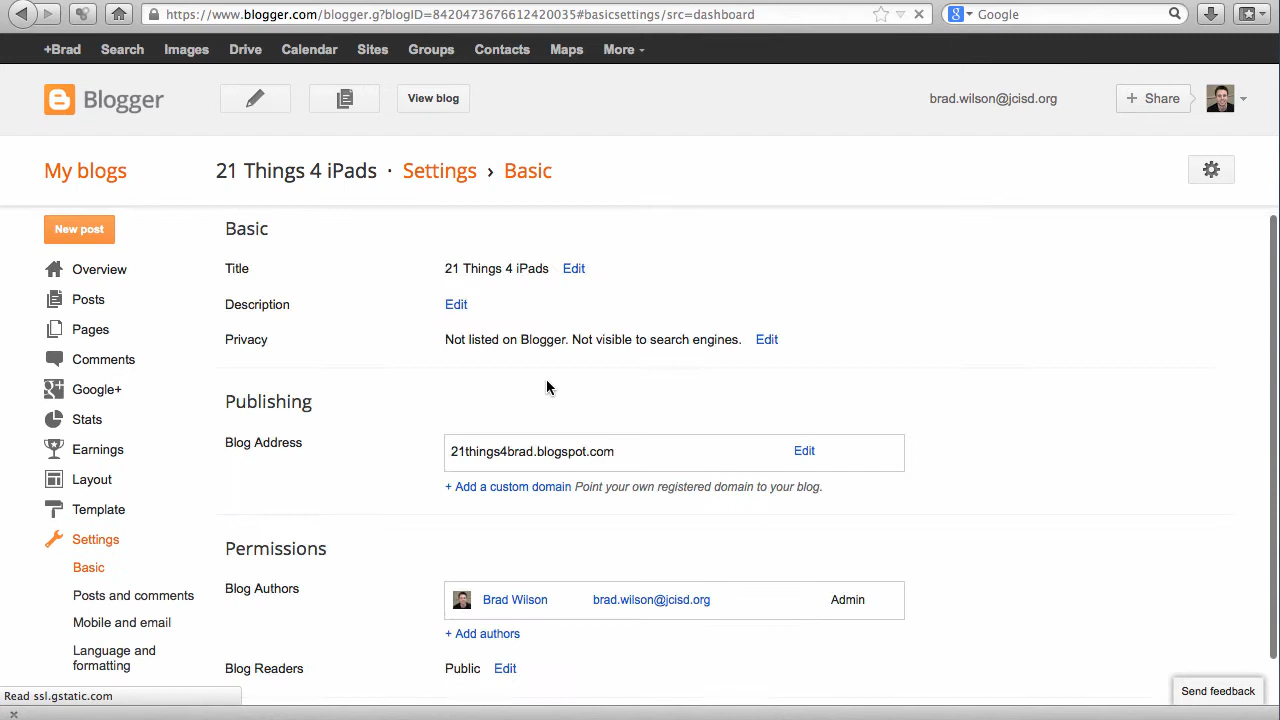 https://www.blogger.com/blogger.g?blogID=8420473676612420035#basicsettings/src=dashboard
Google
+Brad Search Images Drive Calendar Sites Groups Contacts Maps More
Blogger View blog brad.wilson@jcisd.org + Share
My blogs 21 Things 4 iPads · Settings › Basic
New post
Overview
Posts
Pages
Comments
Google+
Stats
Earnings
Layout
Template
Settings
Basic
Posts and comments
Mobile and email
Language and
formatting
Basic
Title 21 Things 4 iPads Edit
Description Edit
Privacy Not listed on Blogger. Not visible to search engines. Edit
Publishing
Blog Address 21things4brad.blogspot.com Edit
+ Add a custom domain Point your own registered domain to your blog.
Permissions
Blog Authors Brad Wilson brad.wilson@jcisd.org Admin
+ Add authors
Blog Readers Public Edit
Read ssl.gstatic.com
Send feedback